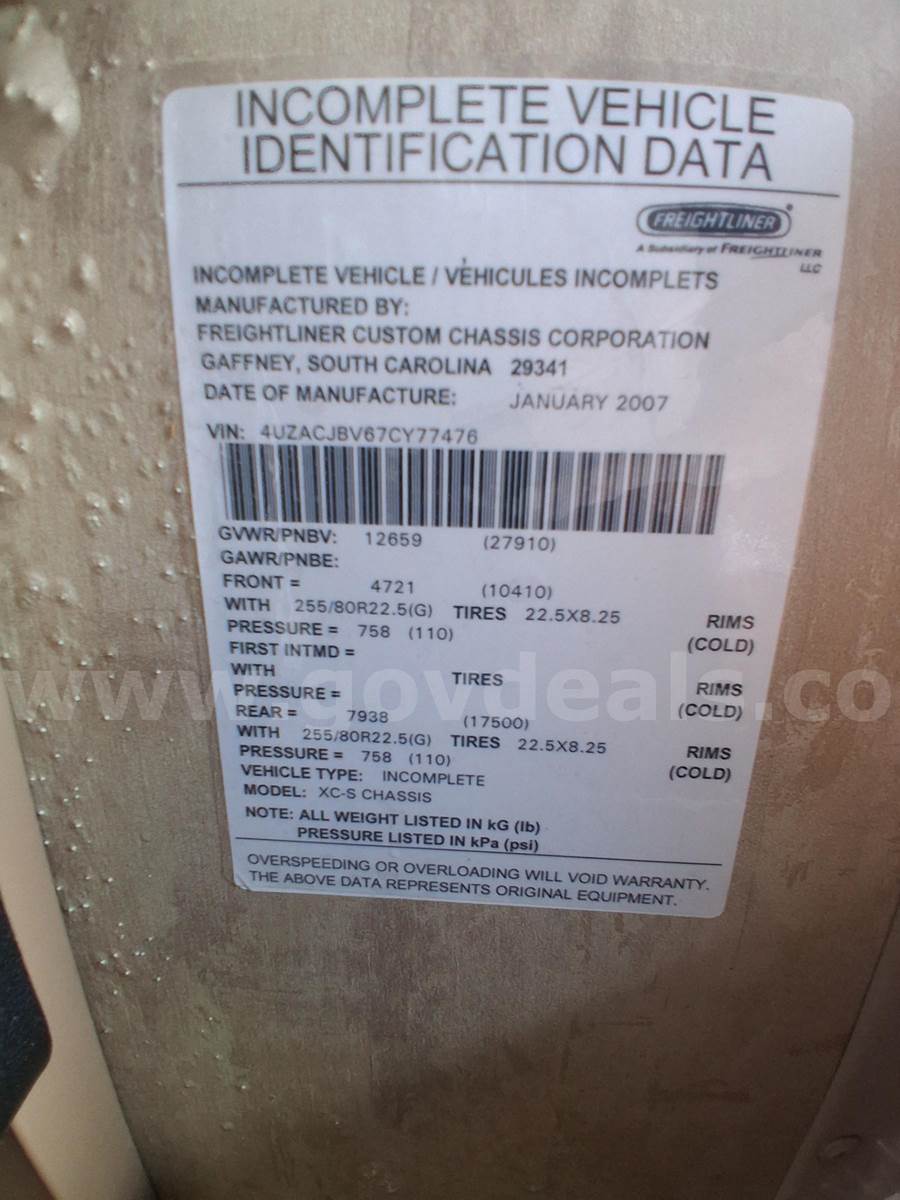 INCOMPLETE VEHICLE
IDENTIFICATION DATA
FREIGHTLINER
A Subsidiary of FREIGHTLINER
LLC
INCOMPLETE VEHICLE / VÉHICULES INCOMPLETS
MANUFACTURED BY:
FREIGHTLINER CUSTOM CHASSIS CORPORATION
GAFFNEY, SOUTH CAROLINA 29341
DATE OF MANUFACTURE: JANUARY 2007
VIN: 4UZACJBV67CY77476
GVWR/PNBV: 12659 (27910)
GAWR/PNBE:
FRONT = 4721 (10410)
WITH 255/80R22.5(G) TIRES 22.5X8.25 RIMS
PRESSURE = 758 (110) (COLD)
FIRST INTMD =
WITH TIRES RIMS
PRESSURE = (COLD)
REAR = 7938 (17500)
WITH 255/80R22.5(G) TIRES 22.5X8.25 RIMS
PRESSURE = 758 (110) (COLD)
VEHICLE TYPE: INCOMPLETE
MODEL: XC-S CHASSIS
NOTE: ALL WEIGHT LISTED IN kG (lb)
PRESSURE LISTED IN kPa (psi)
OVERSPEEDING OR OVERLOADING WILL VOID WARRANTY.
THE ABOVE DATA REPRESENTS ORIGINAL EQUIPMENT.
www.govdeals.co